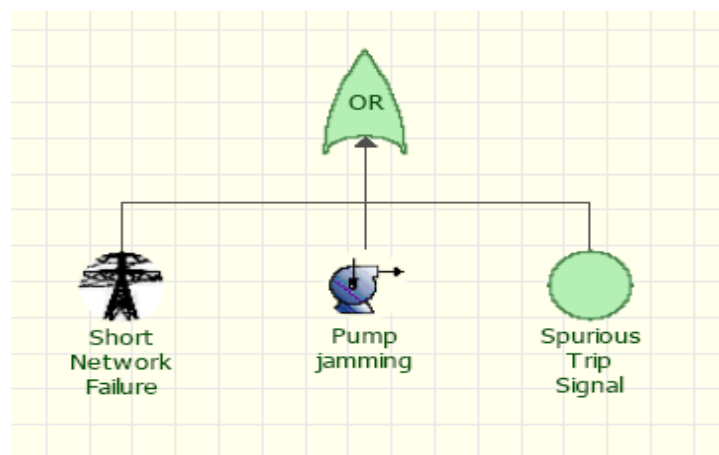 OR
Short
Network
Failure
Pump
jamming
Spurious
Trip
Signal